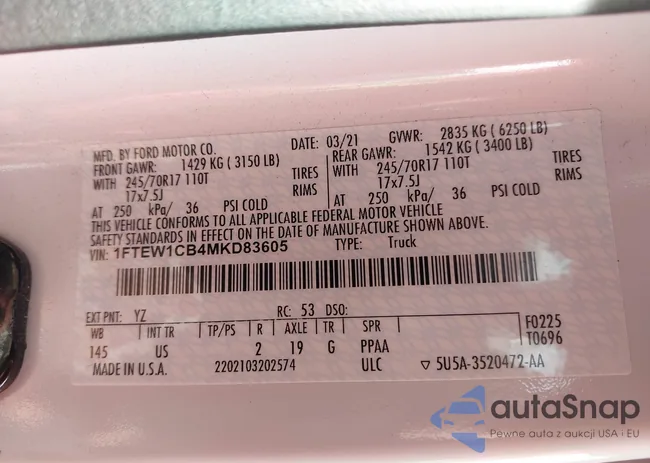 MFD. BY FORD MOTOR CO.
DATE: 03/21 GVWR: 2835 KG ( 6250 LB)
FRONT GAWR: 1429 KG ( 3150 LB) REAR GAWR: 1542 KG ( 3400 LB)
WITH 245/70R17 110T TIRES WITH 245/70R17 110T TIRES
17x7.5J RIMS 17x7.5J RIMS
AT 250 kPa/ 36 PSI COLD AT 250 kPa/ 36 PSI COLD
THIS VEHICLE CONFORMS TO ALL APPLICABLE FEDERAL MOTOR VEHICLE
SAFETY STANDARDS IN EFFECT ON THE DATE OF MANUFACTURE SHOWN ABOVE.
VIN: 1FTEW1CB4MKD83605 TYPE: Truck
EXT PNT: YZ RC: 53 DSO:
WB INT TR TP/PS R AXLE TR SPR F0225
145 US 2 19 G PPAA T0696
MADE IN U.S.A. 2202103202574 ULC ▽ 5U5A-3520472-AA
autaSnap
Pewne auta z aukcji USA i EU